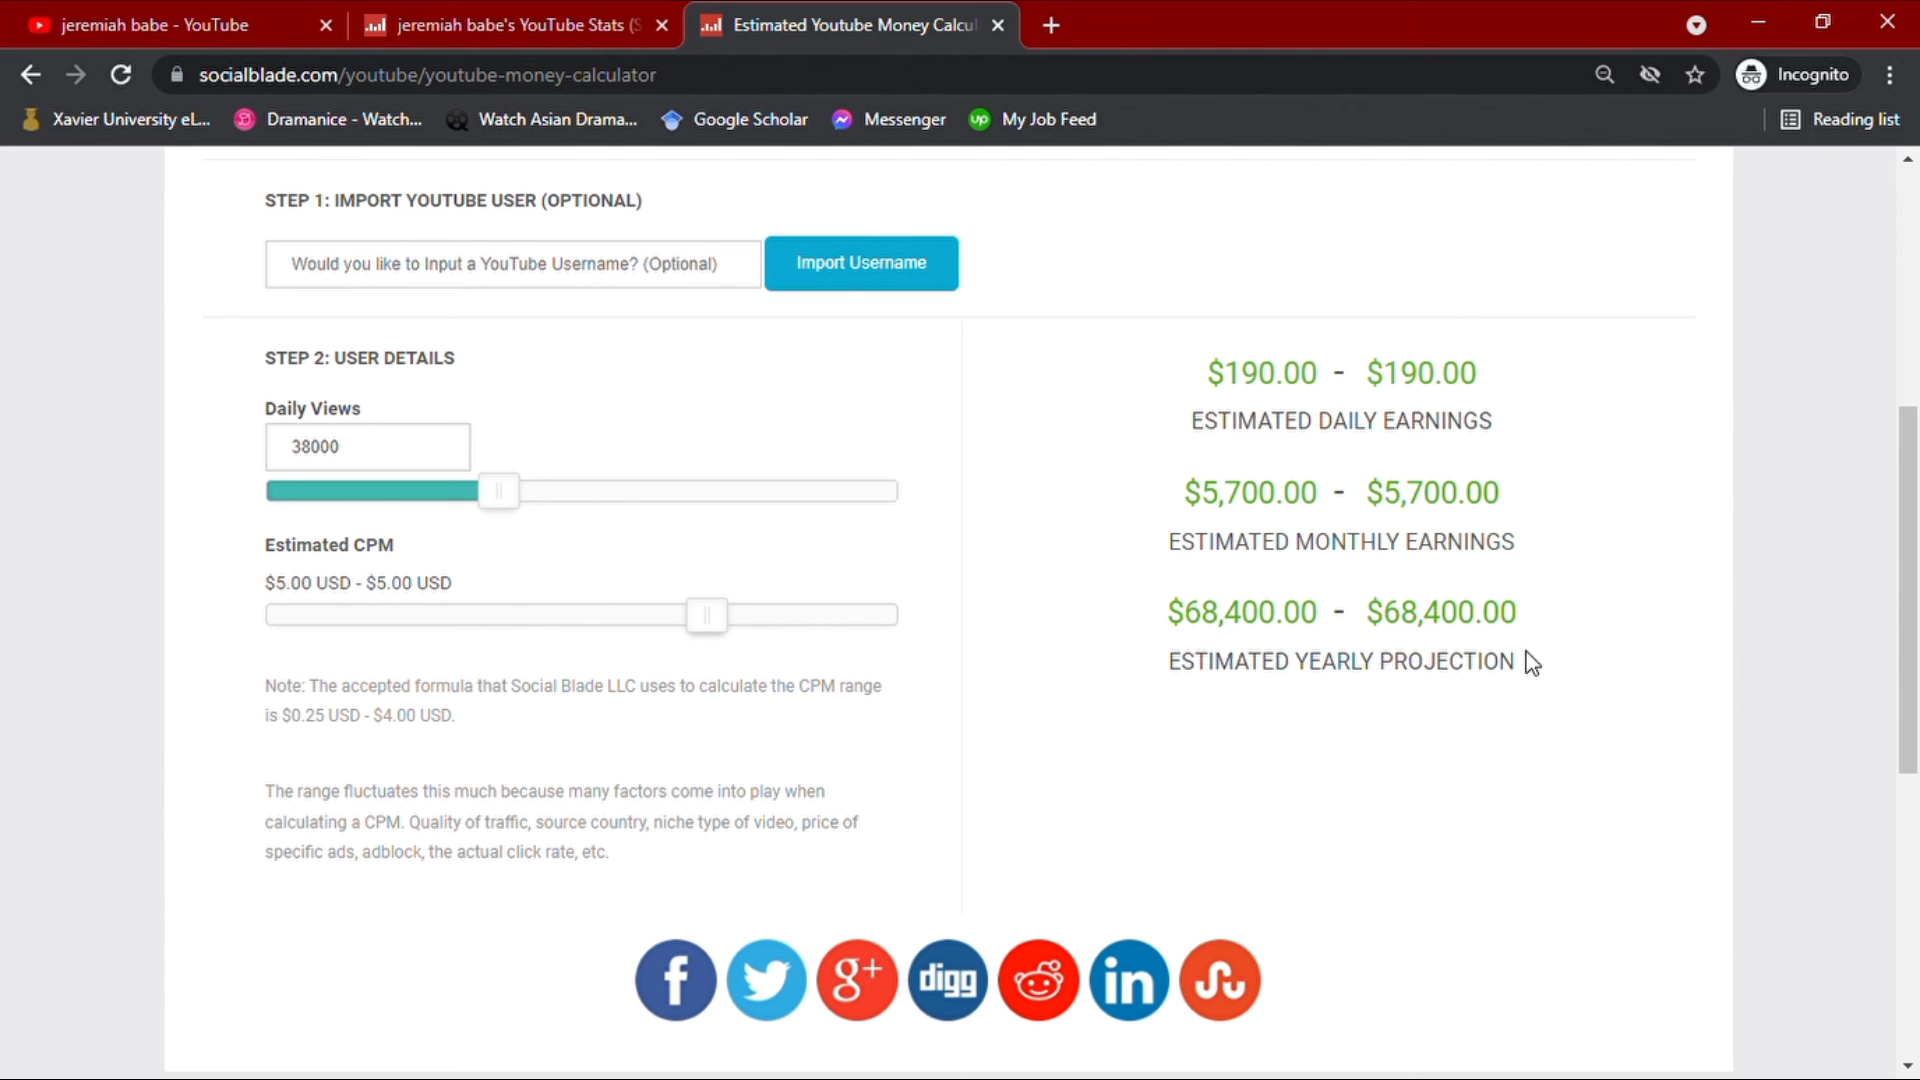 jeremiah babe - YouTube
jeremiah babe's YouTube Stats (S
Estimated Youtube Money Calcul
socialblade.com/youtube/youtube-money-calculator
Incognito
Xavier University eL...
Dramanice - Watch...
Watch Asian Drama...
Google Scholar
Messenger
up
My Job Feed
Reading list
STEP 1: IMPORT YOUTUBE USER (OPTIONAL)
Would you like to Input a YouTube Username? (Optional)
Import Username
STEP 2: USER DETAILS
Daily Views
38000
Estimated CPM
$5.00 USD - $5.00 USD
Note: The accepted formula that Social Blade LLC uses to calculate the CPM range
is $0.25 USD - $4.00 USD.
The range fluctuates this much because many factors come into play when
calculating a CPM. Quality of traffic, source country, niche type of video, price of
specific ads, adblock, the actual click rate, etc.
$190.00 - $190.00
ESTIMATED DAILY EARNINGS
$5,700.00 - $5,700.00
ESTIMATED MONTHLY EARNINGS
$68,400.00 - $68,400.00
ESTIMATED YEARLY PROJECTION
f
g+
digg
in